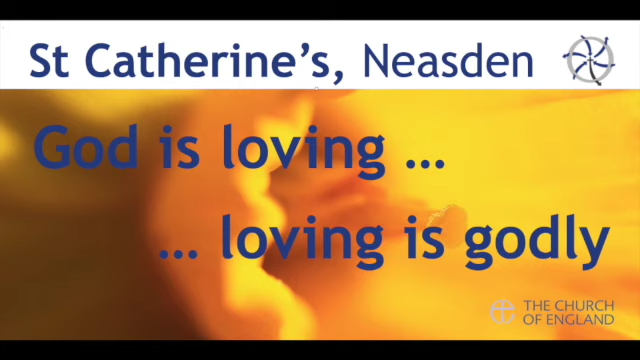 St Catherine’s, Neasden
God is loving ...
... loving is godly
THE CHURCH
OF ENGLAND